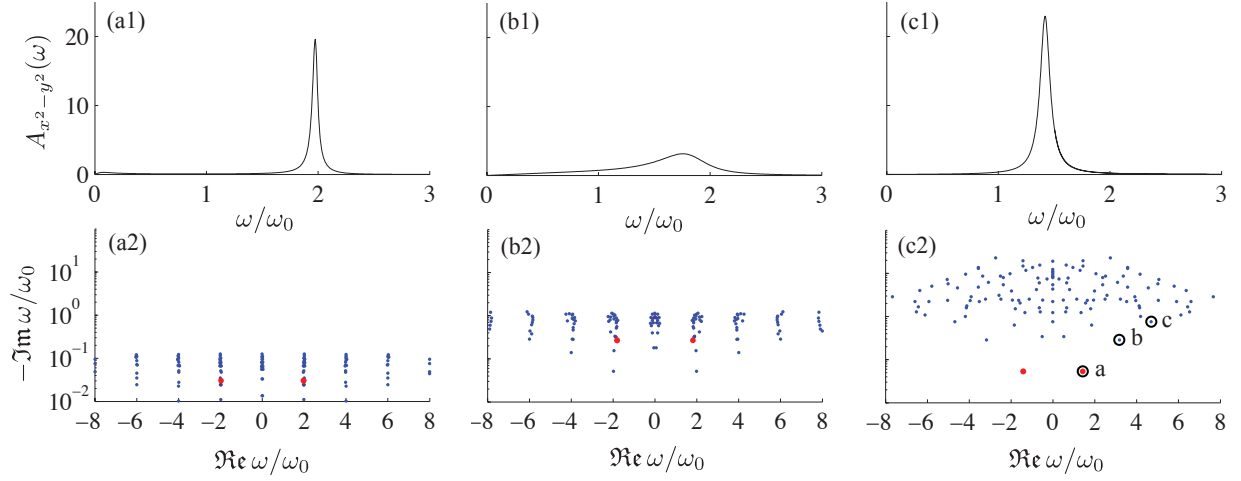 (a1)
(b1)
(c1)
A_{x^2-y^2}(ω)
20
10
0
0 1 2 3
0 1 2 3
0 1 2 3
ω/ω_0
ω/ω_0
ω/ω_0
(a2)
(b2)
(c2)
−ℑm ω/ω_0
10^1
10^0
10^{−1}
10^{−2}
c
b
a
−8 −6 −4 −2 0 2 4 6 8
−8 −6 −4 −2 0 2 4 6 8
−8 −6 −4 −2 0 2 4 6 8
ℜe ω/ω_0
ℜe ω/ω_0
ℜe ω/ω_0